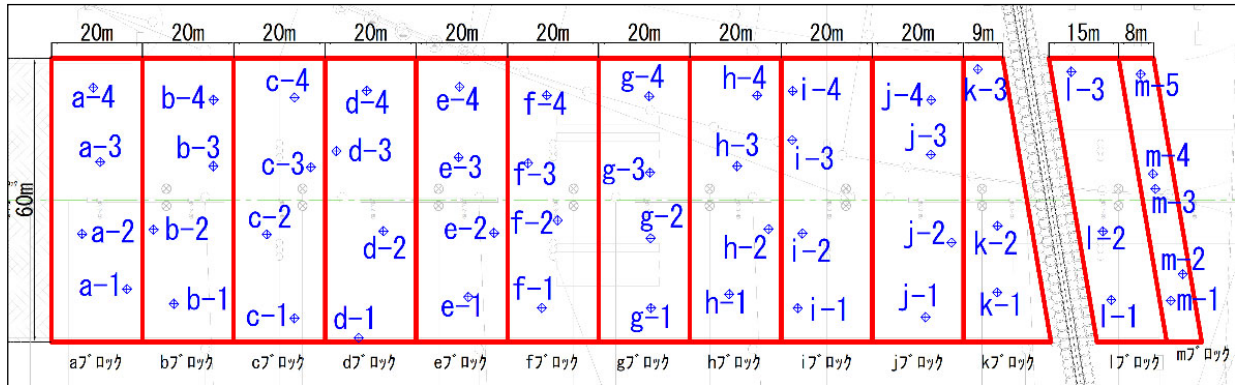 20m 20m 20m 20m 20m 20m 20m 20m 20m 20m 9m 15m 8m
60m
a-4 b-4 c-4 d-4 e-4 f-4 g-4 h-4 i-4 j-4 k-3 l-3 m-5
a-3 b-3 c-3 d-3 e-3 f-3 g-3 h-3 i-3 j-3 m-4
m-3
a-2 b-2 c-2 d-2 e-2 f-2 g-2 h-2 i-2 j-2 k-2 l-2 m-2
a-1 b-1 c-1 d-1 e-1 f-1 g-1 h-1 i-1 j-1 k-1 l-1 m-1
aブロック bブロック cブロック dブロック eブロック fブロック gブロック hブロック iブロック jブロック kブロック lブロック mブロック